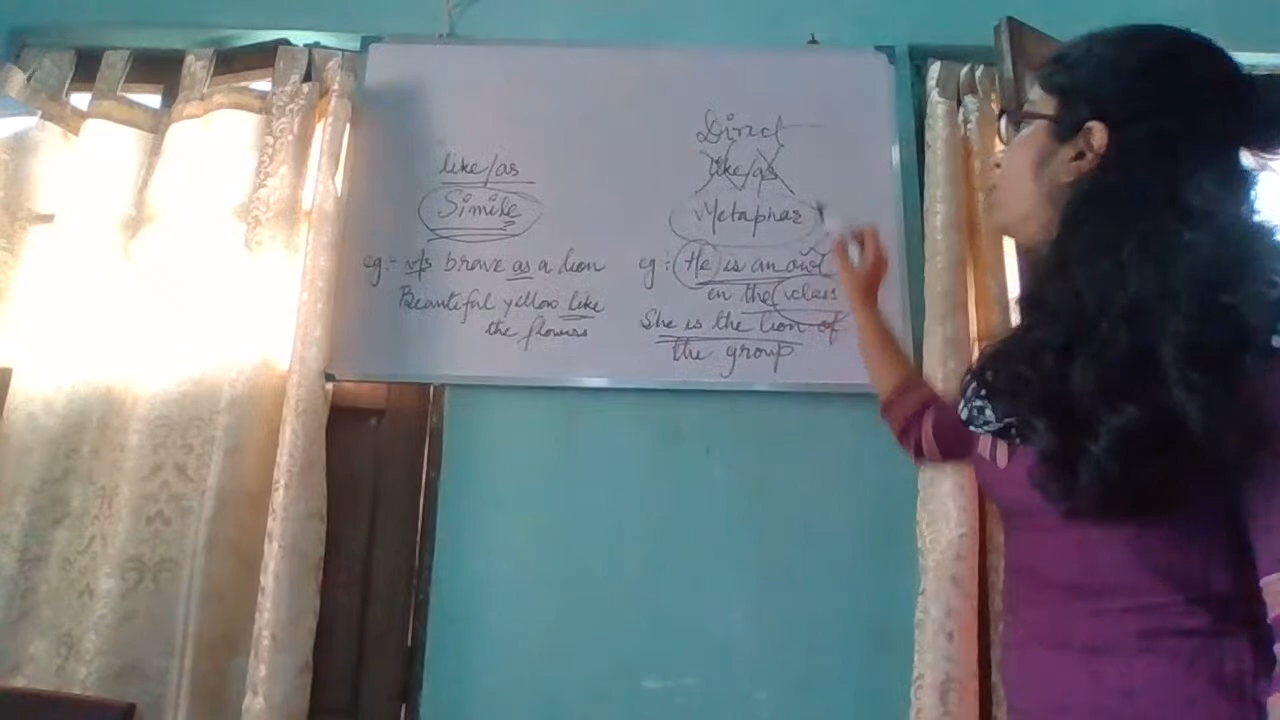 like/as
Simile
eg:- as brave as a lion
Beautiful yellow like
the flowers
Direct
like/as
Metaphor
eg: He is an owl
in the class
She is the lion of
the group